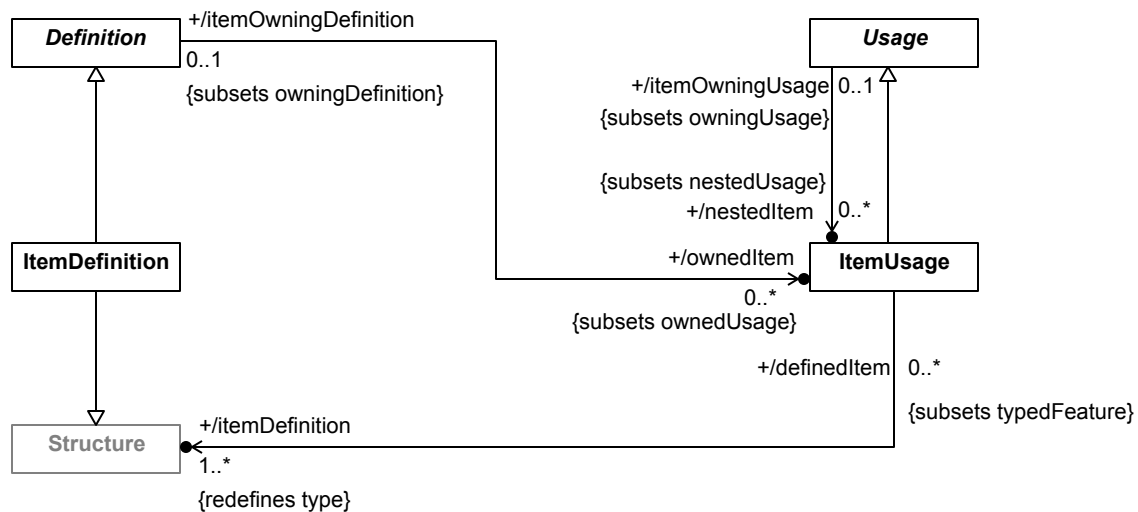 Definition
+/itemOwningDefinition
0..1
{subsets owningDefinition}
Usage
+/itemOwningUsage
0..1
{subsets owningUsage}
{subsets nestedUsage}
+/nestedItem
0..*
ItemDefinition
+/ownedItem
ItemUsage
0..*
{subsets ownedUsage}
+/definedItem
0..*
{subsets typedFeature}
Structure
+/itemDefinition
1..*
{redefines type}